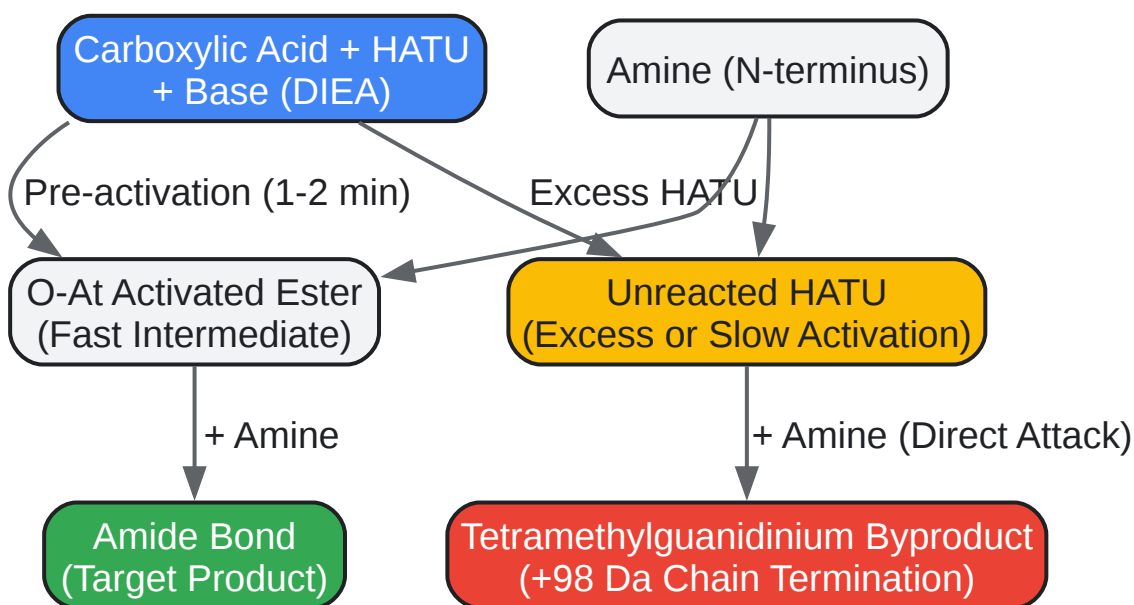 Carboxylic Acid + HATU
+ Base (DIEA)
Amine (N-terminus)
Pre-activation (1-2 min)
Excess HATU
O-At Activated Ester
(Fast Intermediate)
Unreacted HATU
(Excess or Slow Activation)
+ Amine
+ Amine (Direct Attack)
Amide Bond
(Target Product)
Tetramethylguanidinium Byproduct
(+98 Da Chain Termination)